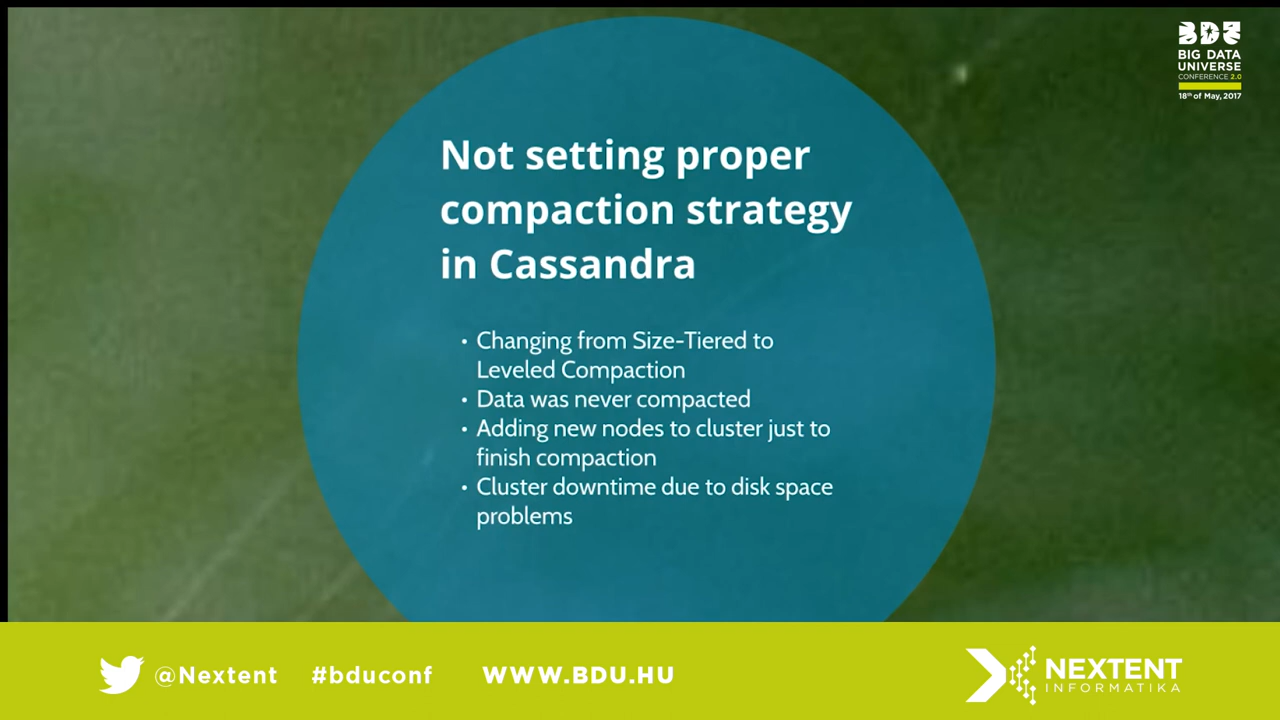 BDU
BIG DATA
UNIVERSE
CONFERENCE 2.0
18th of May, 2017
Not setting proper
compaction strategy
in Cassandra
• Changing from Size-Tiered to
Leveled Compaction
• Data was never compacted
• Adding new nodes to cluster just to
finish compaction
• Cluster downtime due to disk space
problems
@Nextent #bduconf WWW.BDU.HU
NEXTENT
INFORMATIKA